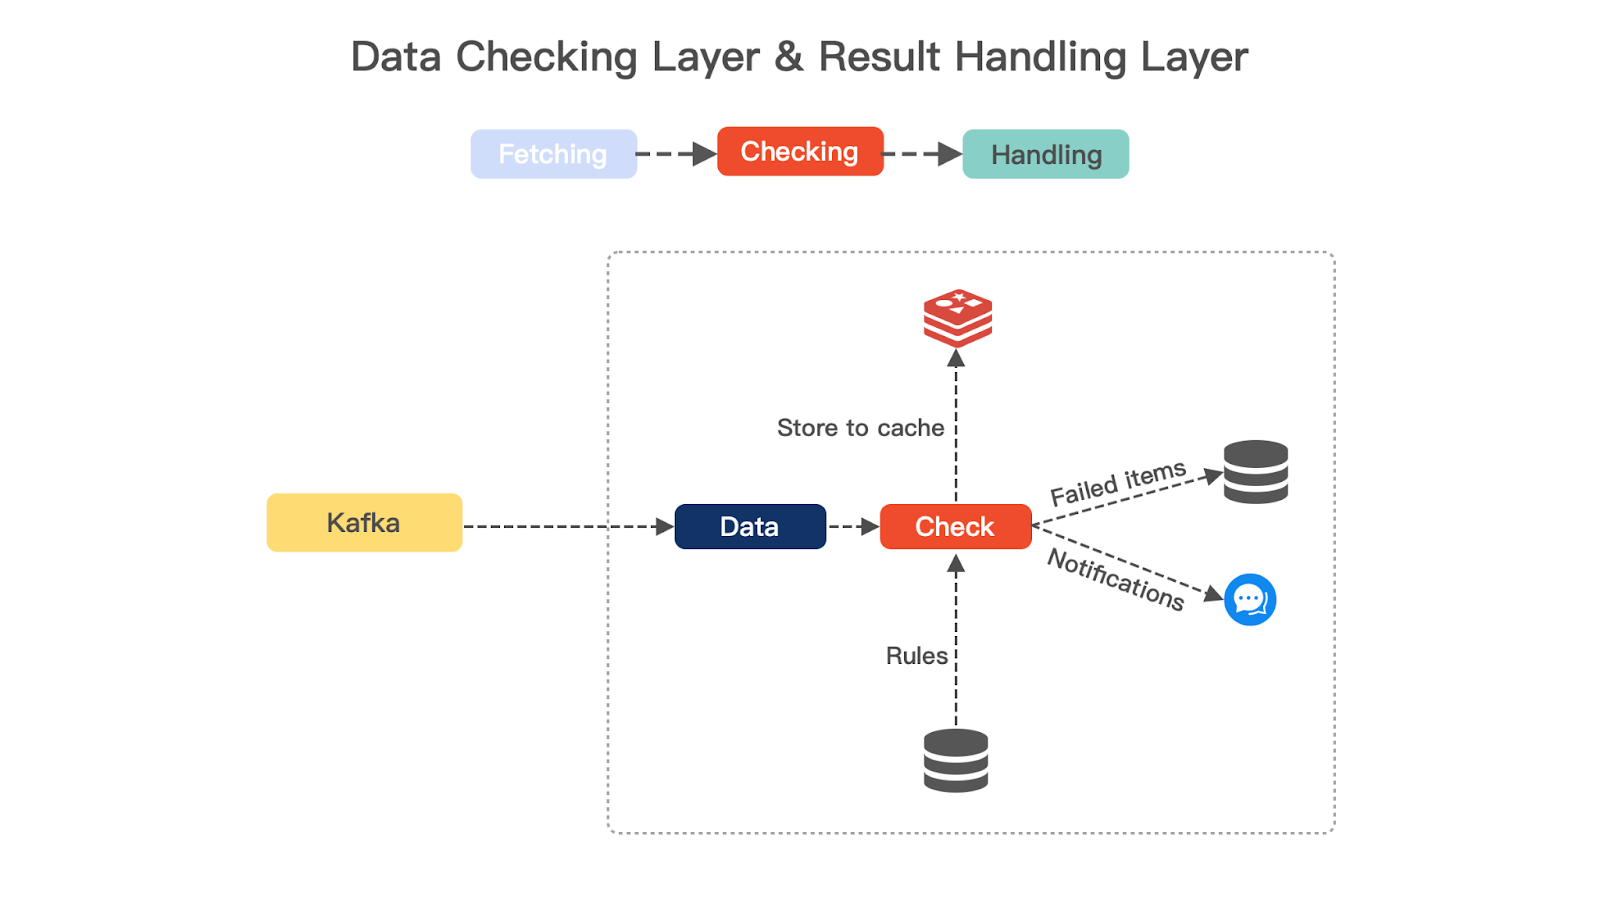 Data Checking Layer & Result Handling Layer
Fetching
Checking
Handling
Store to cache
Failed items
Kafka
Data
Check
Notifications
Rules